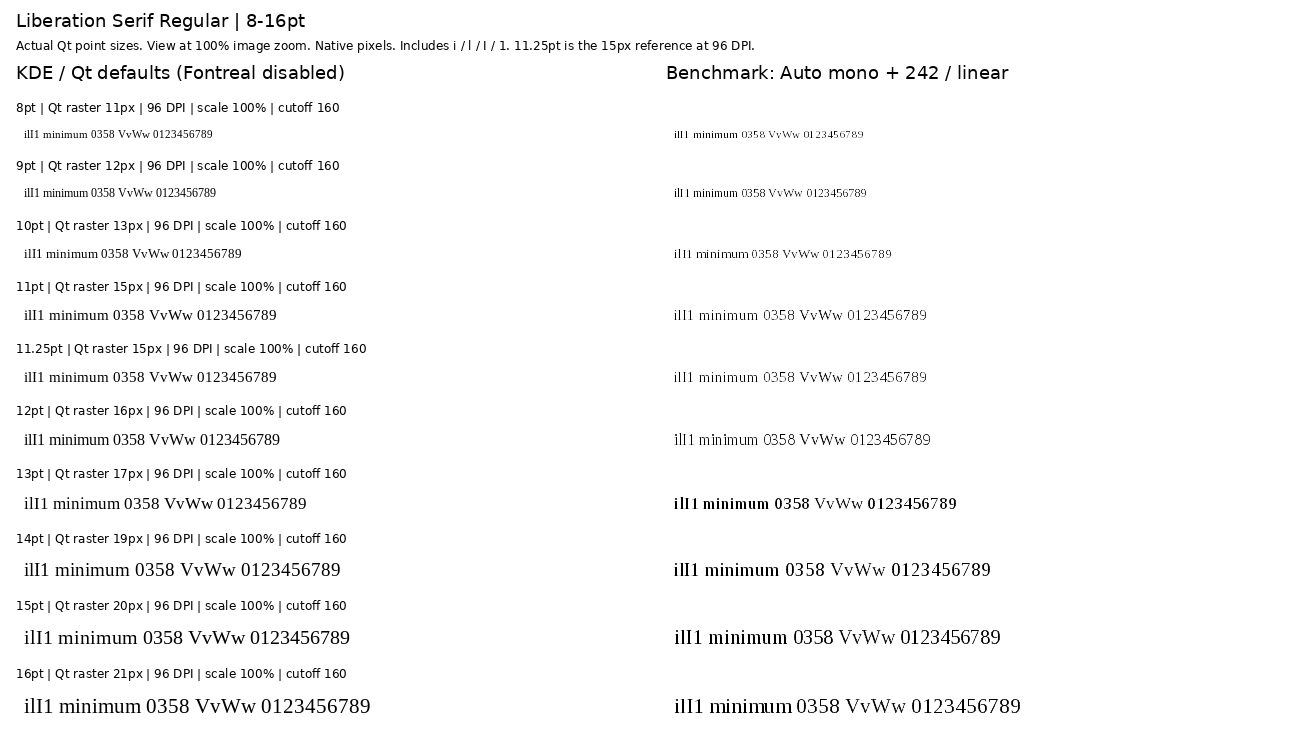 Liberation Serif Regular | 8-16pt
Actual Qt point sizes. View at 100% image zoom. Native pixels. Includes i / l / I / 1. 11.25pt is the 15px reference at 96 DPI.
KDE / Qt defaults (Fontreal disabled)
Benchmark: Auto mono + 242 / linear
8pt | Qt raster 11px | 96 DPI | scale 100% | cutoff 160
ilI1 minimum 0358 VvWw 0123456789
ilI1 minimum 0358 VvWw 0123456789
9pt | Qt raster 12px | 96 DPI | scale 100% | cutoff 160
ilI1 minimum 0358 VvWw 0123456789
ilI1 minimum 0358 VvWw 0123456789
10pt | Qt raster 13px | 96 DPI | scale 100% | cutoff 160
ilI1 minimum 0358 VvWw 0123456789
ilI1 minimum 0358 VvWw 0123456789
11pt | Qt raster 15px | 96 DPI | scale 100% | cutoff 160
ilI1 minimum 0358 VvWw 0123456789
ilI1 minimum 0358 VvWw 0123456789
11.25pt | Qt raster 15px | 96 DPI | scale 100% | cutoff 160
ilI1 minimum 0358 VvWw 0123456789
ilI1 minimum 0358 VvWw 0123456789
12pt | Qt raster 16px | 96 DPI | scale 100% | cutoff 160
ilI1 minimum 0358 VvWw 0123456789
ilI1 minimum 0358 VvWw 0123456789
13pt | Qt raster 17px | 96 DPI | scale 100% | cutoff 160
ilI1 minimum 0358 VvWw 0123456789
ilI1 minimum 0358 VvWw 0123456789
14pt | Qt raster 19px | 96 DPI | scale 100% | cutoff 160
ilI1 minimum 0358 VvWw 0123456789
ilI1 minimum 0358 VvWw 0123456789
15pt | Qt raster 20px | 96 DPI | scale 100% | cutoff 160
ilI1 minimum 0358 VvWw 0123456789
ilI1 minimum 0358 VvWw 0123456789
16pt | Qt raster 21px | 96 DPI | scale 100% | cutoff 160
ilI1 minimum 0358 VvWw 0123456789
ilI1 minimum 0358 VvWw 0123456789